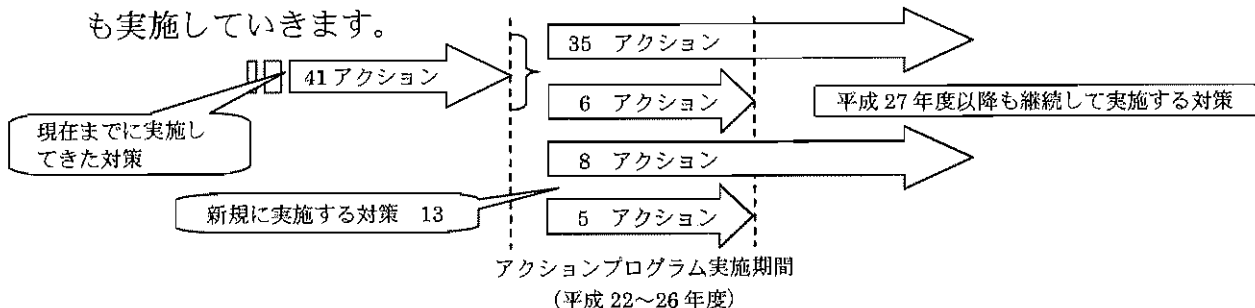 も実施していきます。
41アクション
35 アクション
6 アクション
平成27年度以降も継続して実施する対策
現在までに実施し
てきた対策
8 アクション
新規に実施する対策 13
5 アクション
アクションプログラム実施期間
(平成22～26年度)